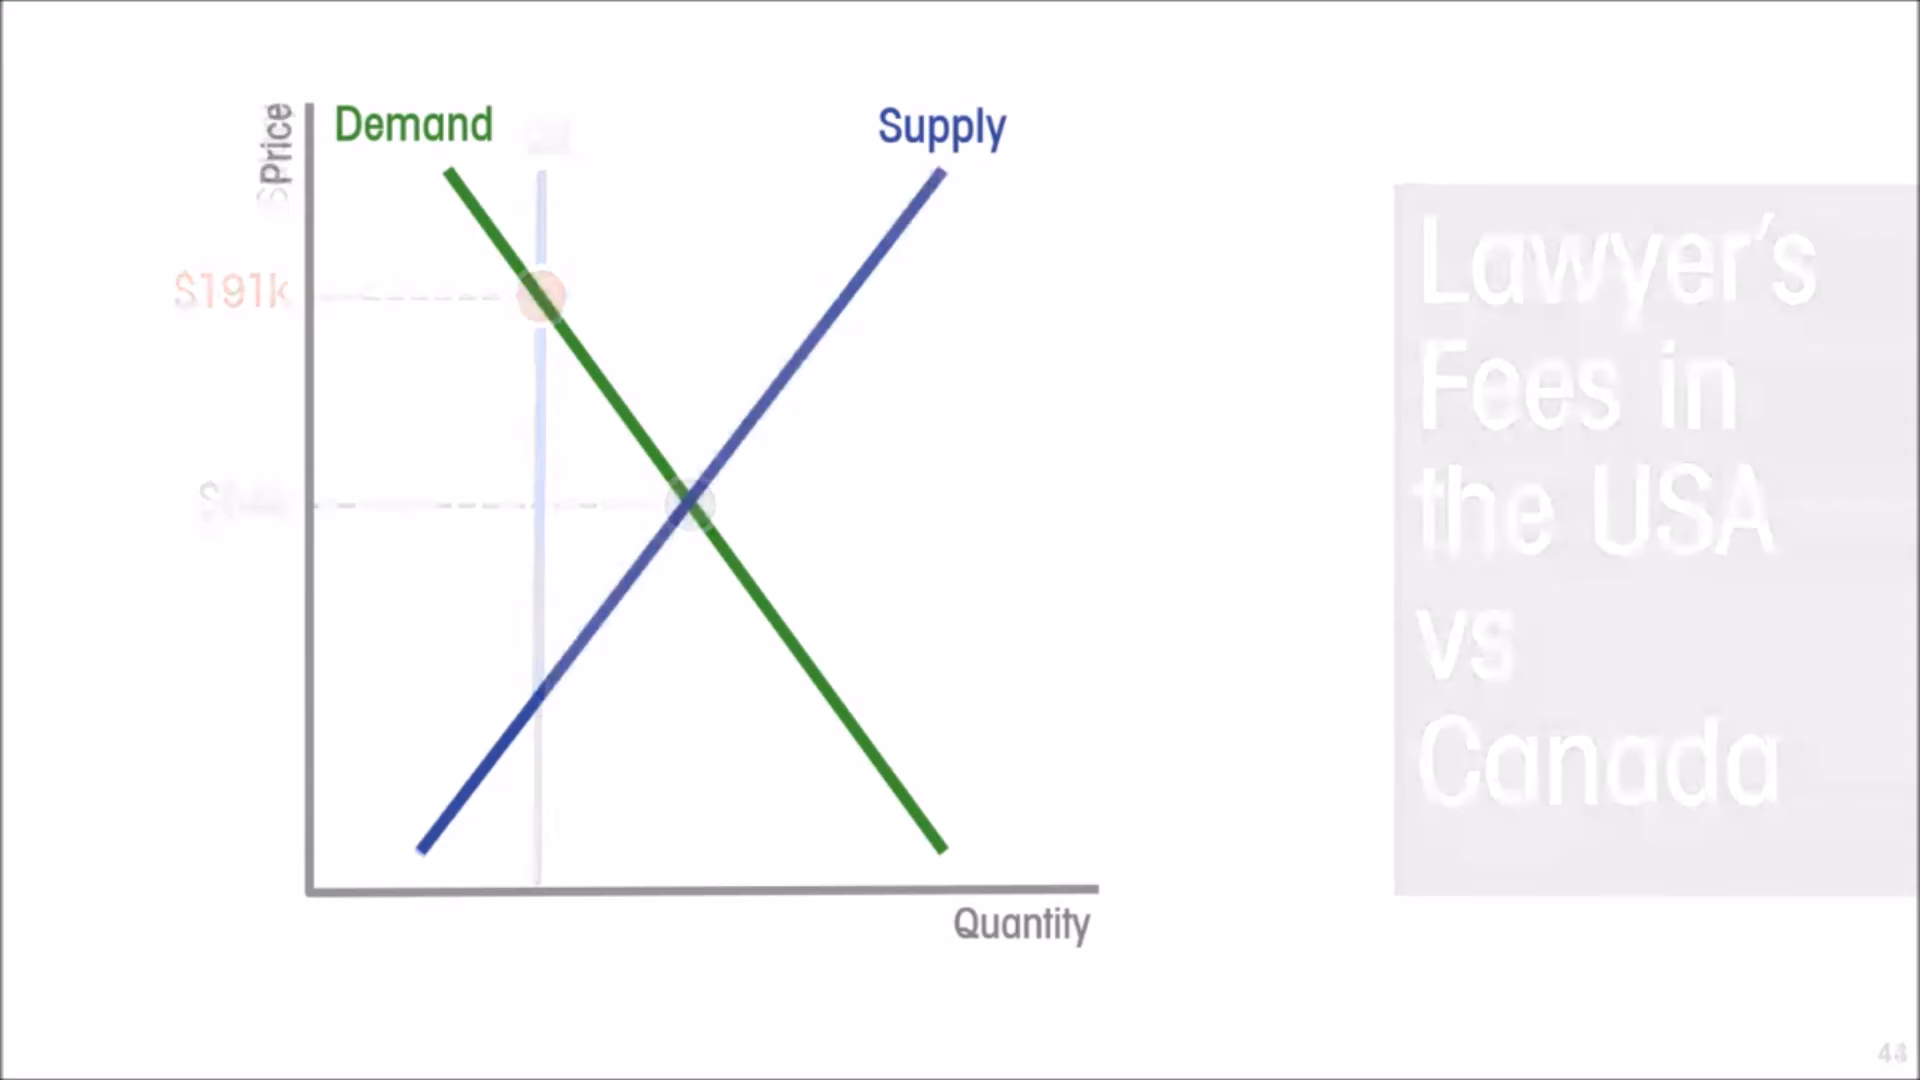 Demand
Supply
Price
$191k
Quantity
Lawyer's
Fees in
the USA
vs
Canada